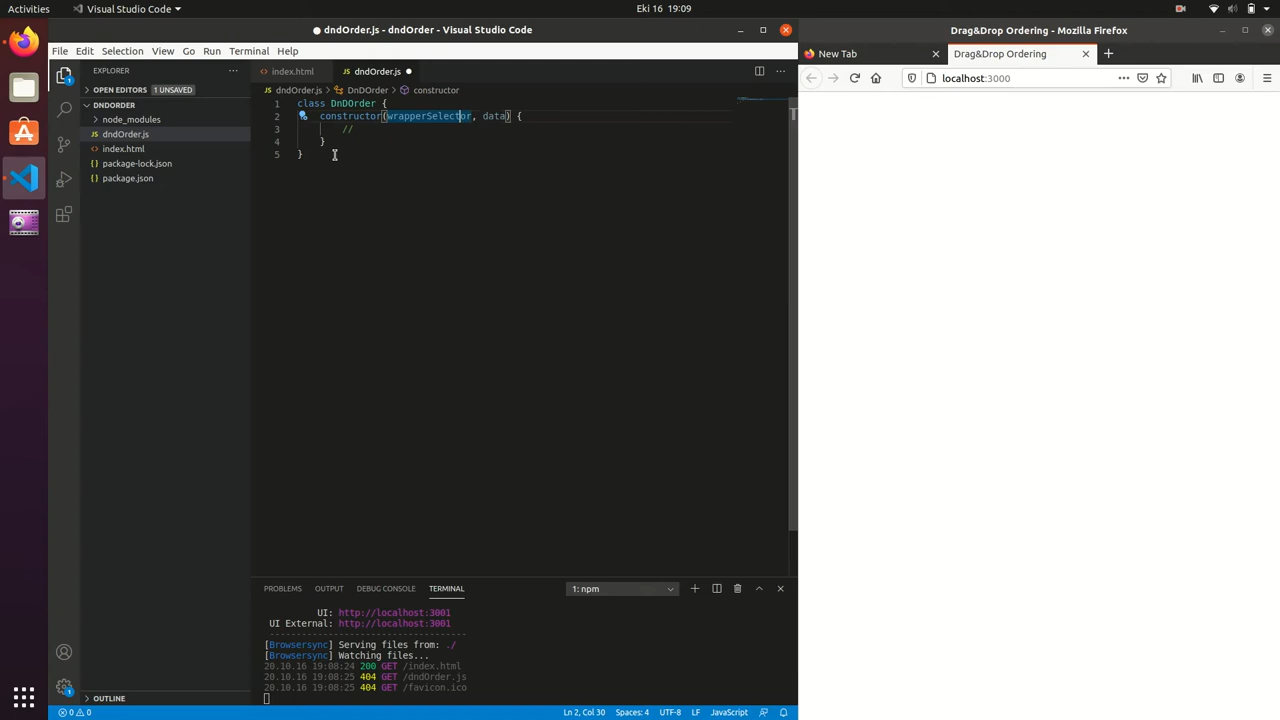 Activities
Visual Studio Code
Eki 16 19:09
dndOrder.js - dndOrder - Visual Studio Code
Drag&Drop Ordering - Mozilla Firefox
File Edit Selection View Go Run Terminal Help
New Tab
Drag&Drop Ordering
localhost:3000
EXPLORER
OPEN EDITORS 1 UNSAVED
DNDORDER
node_modules
JS dndOrder.js
index.html
package-lock.json
package.json
OUTLINE
index.html
JS dndOrder.js
JS dndOrder.js > DnDOrder > constructor
1 class DnDOrder {
2 constructor(wrapperSelector, data) {
3 //
4 }
5 }
PROBLEMS OUTPUT DEBUG CONSOLE TERMINAL
1: npm
UI: http://localhost:3001
UI External: http://localhost:3001
-------------------------------------
[Browsersync] Serving files from: ./
[Browsersync] Watching files...
20.10.16 19:08:24 200 GET /index.html
20.10.16 19:08:25 404 GET /dndOrder.js
20.10.16 19:08:25 404 GET /favicon.ico
0 0
Ln 2, Col 30 Spaces: 4 UTF-8 LF JavaScript